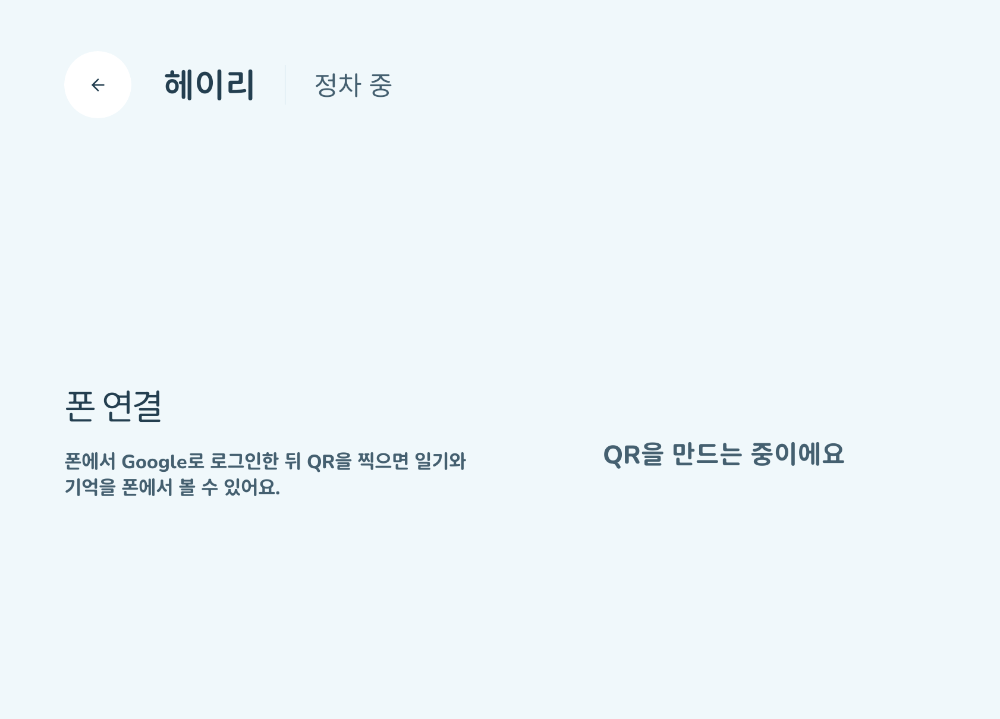 헤이리
정차 중
폰 연결
폰에서 Google로 로그인한 뒤 QR을 찍으면 일기와
기억을 폰에서 볼 수 있어요.
QR을 만드는 중이에요